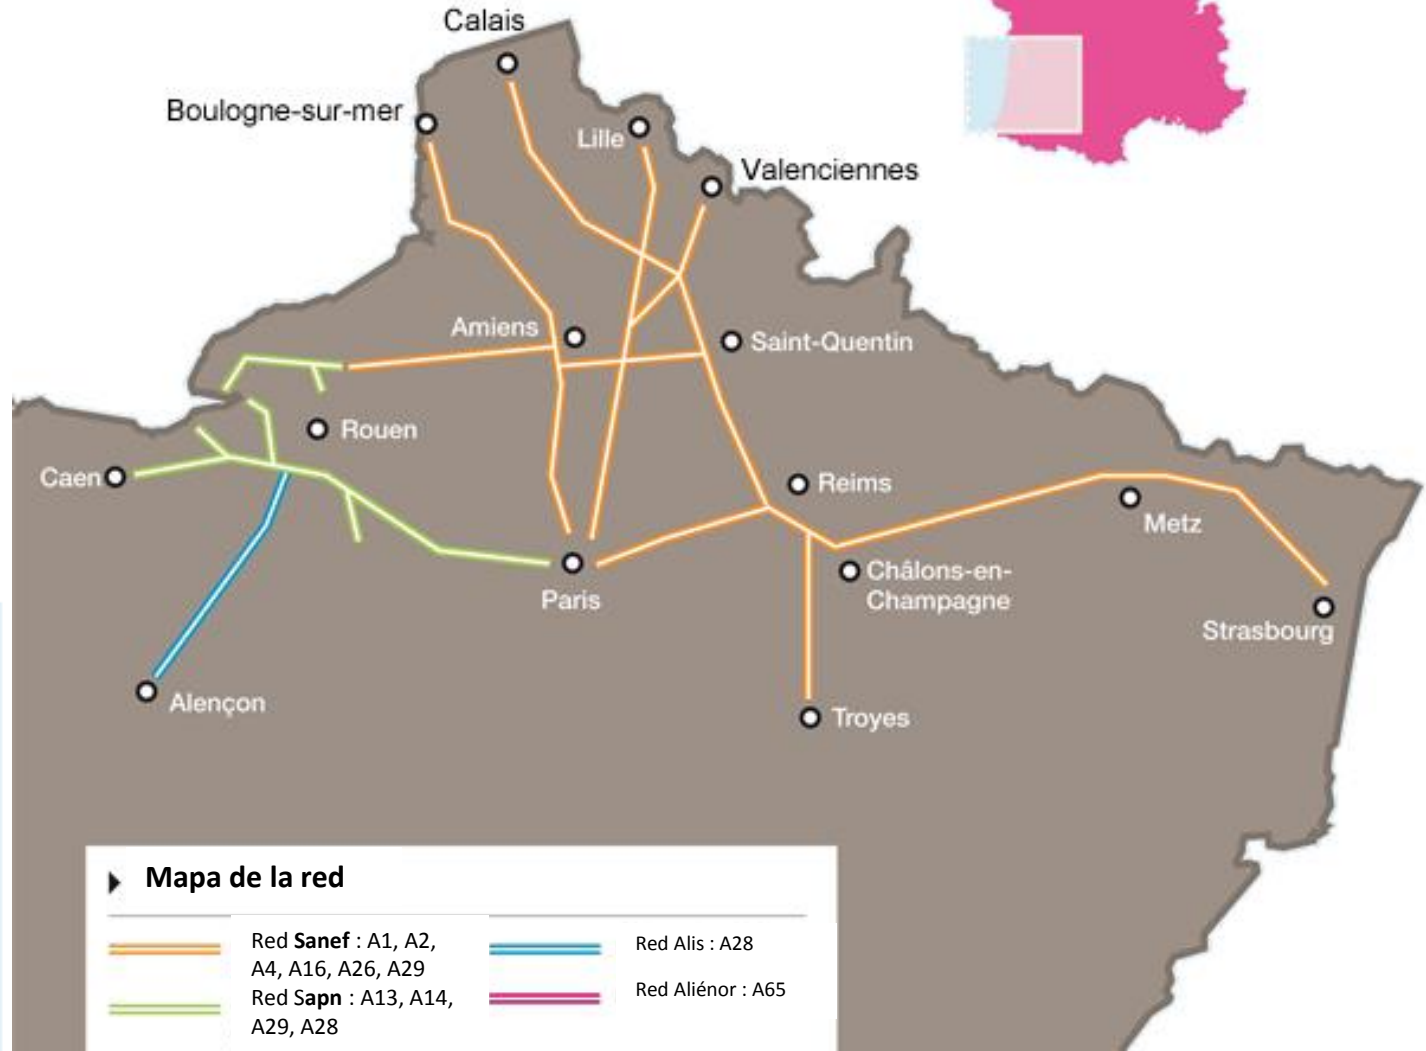 Calais
Boulogne-sur-mer
Lille
Valenciennes
Amiens
Saint-Quentin
Rouen
Caen
Reims
Metz
Châlons-en-
Champagne
Paris
Strasbourg
Alençon
Troyes
Mapa de la red
Red Sanef : A1, A2,
A4, A16, A26, A29
Red Sapn : A13, A14,
A29, A28
Red Alis : A28
Red Aliénor : A65